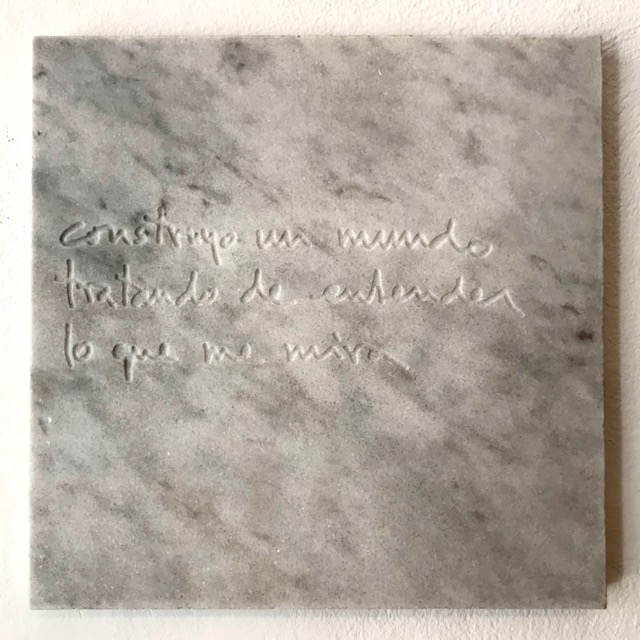 construyo un mundo
tratando de entender
lo que me mira